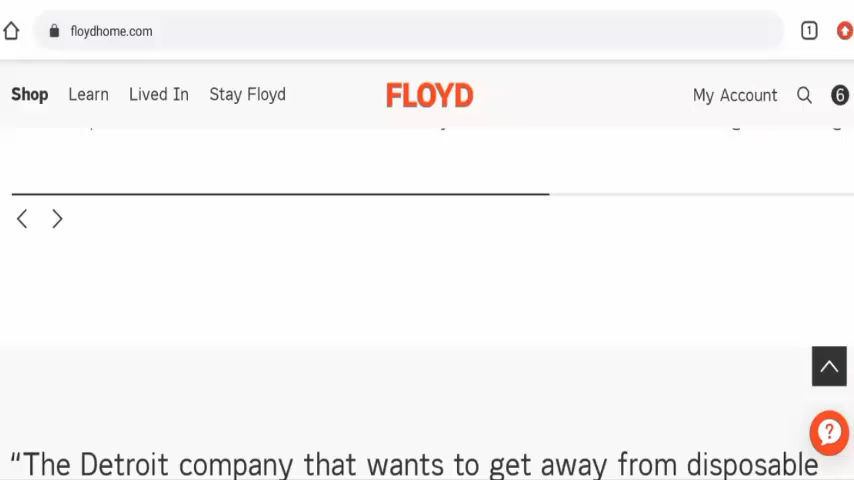 floydhome.com
1
Shop Learn Lived In Stay Floyd FLOYD My Account 6
?
“The Detroit company that wants to get away from disposable